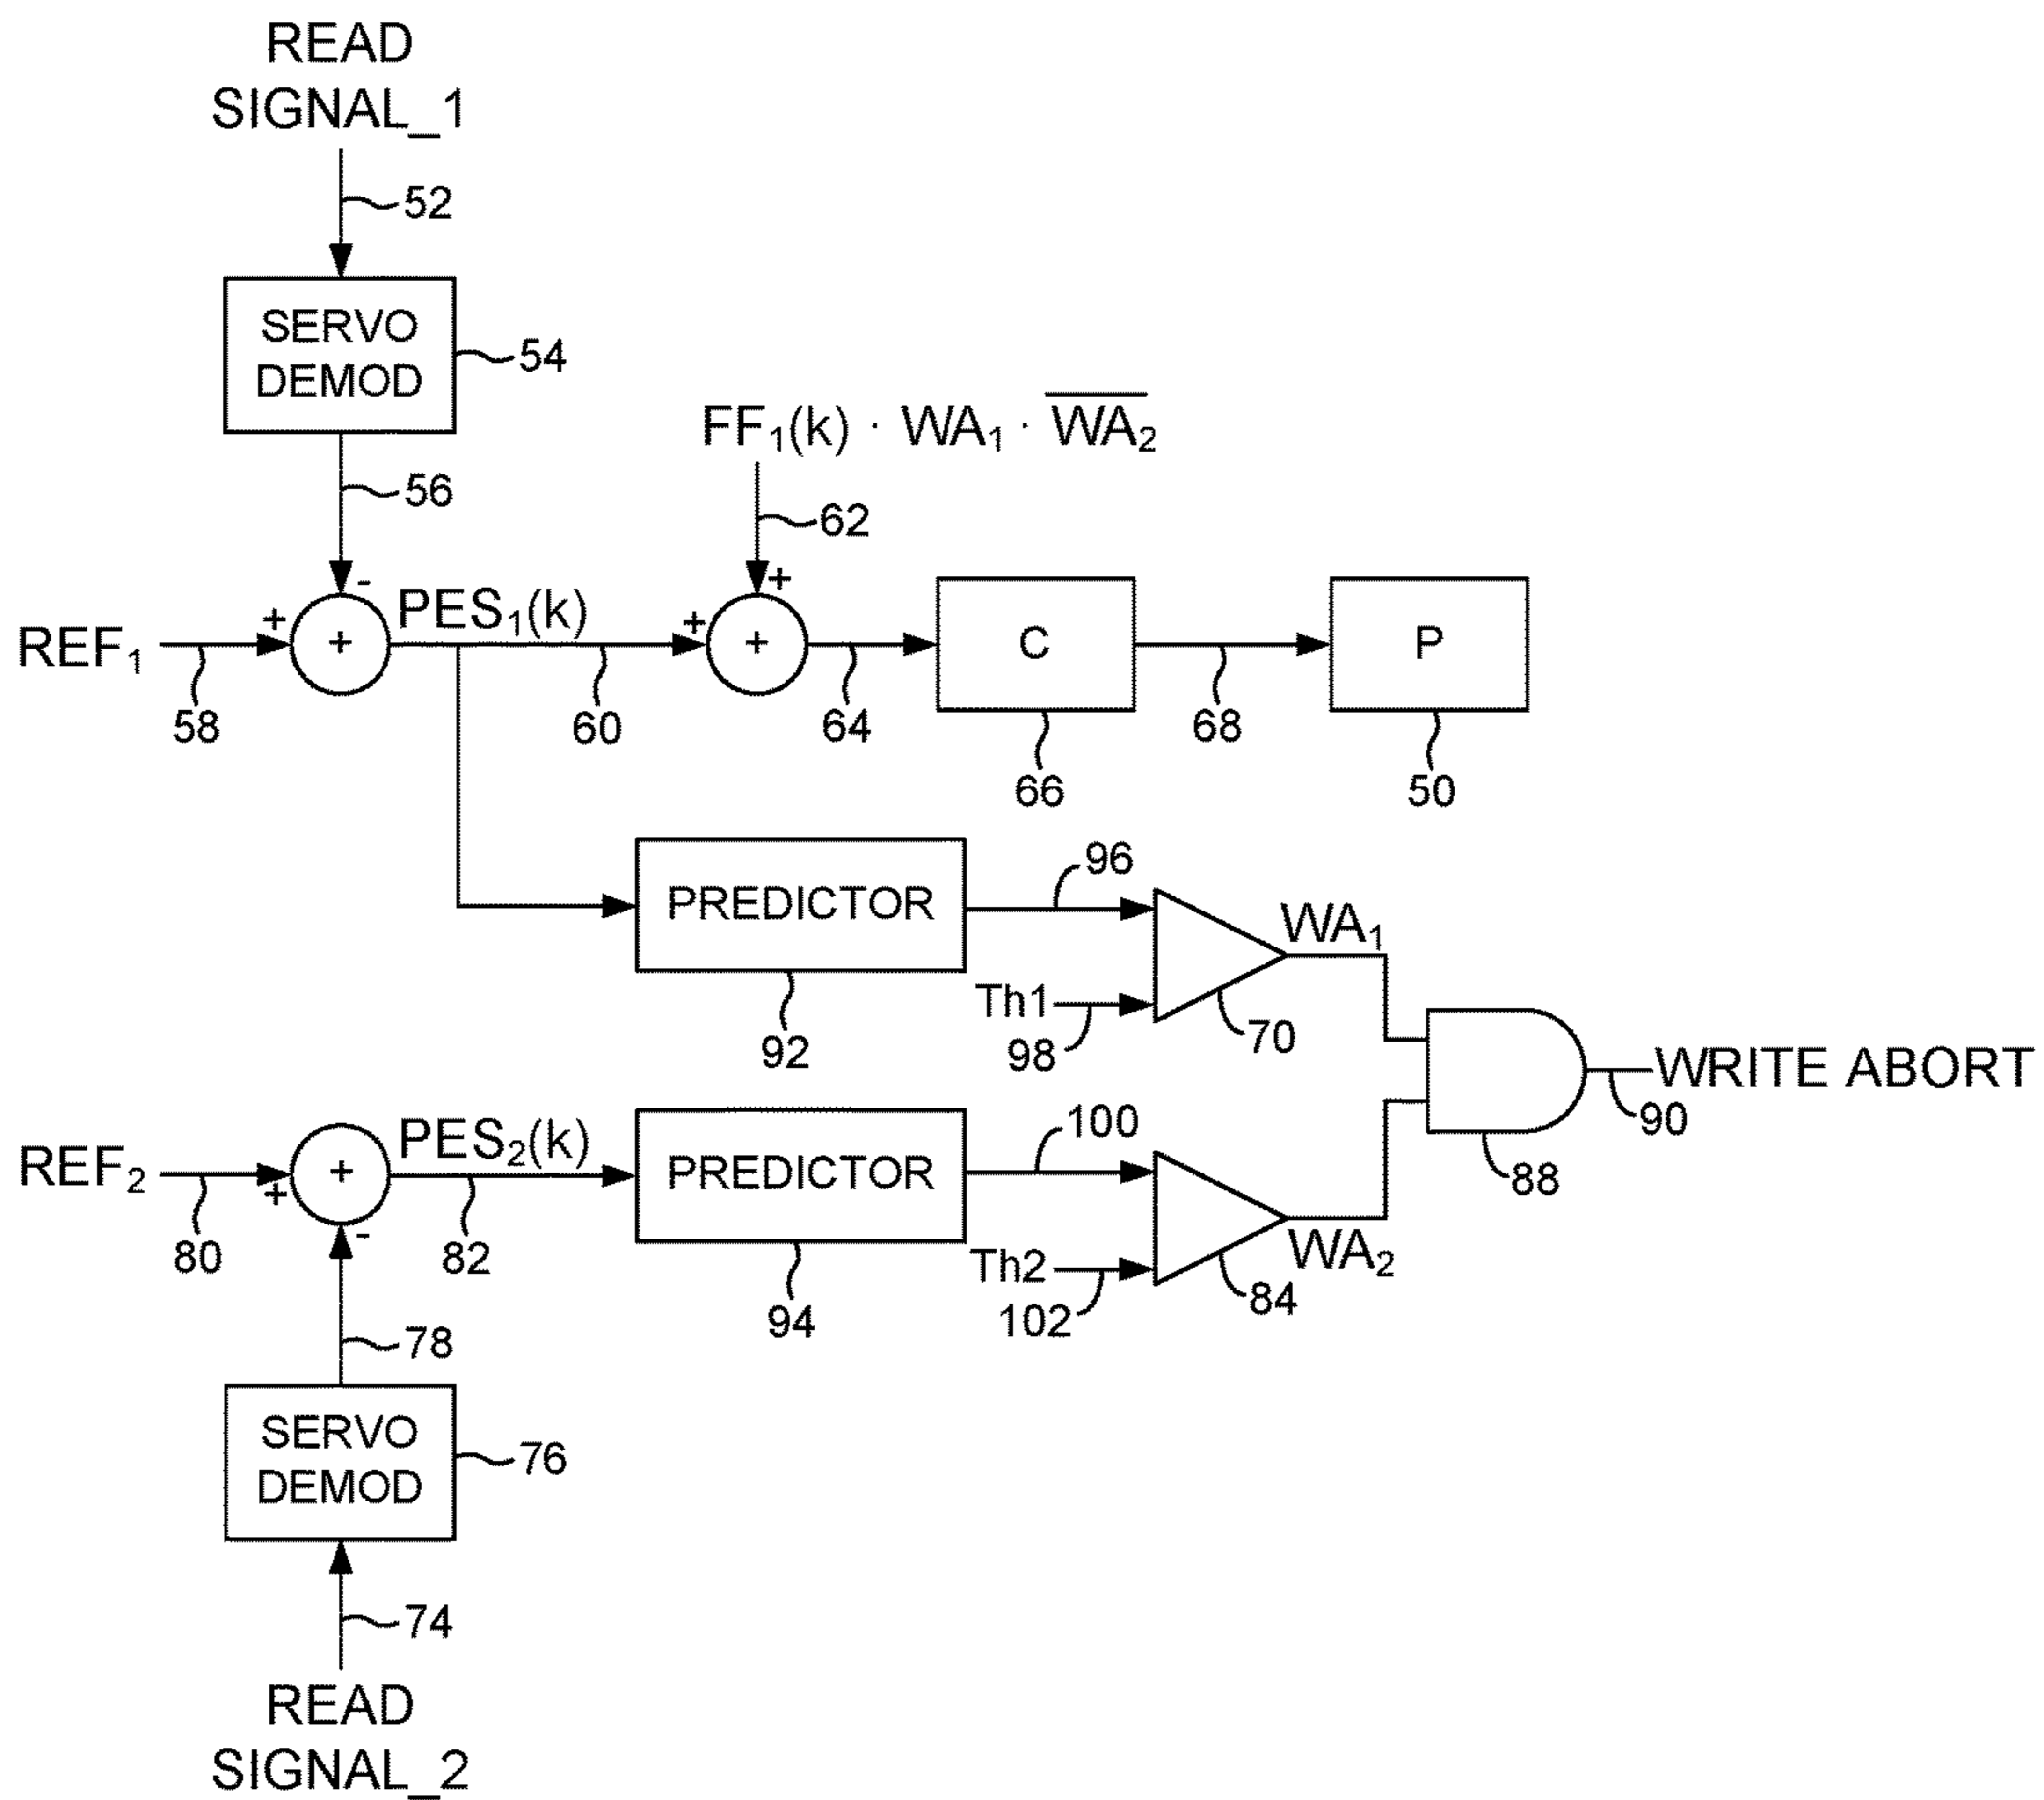 READ
SIGNAL_1
52
SERVO
DEMOD
54
FF₁(k) · WA₁ · W̅A̅₂̅
56
62
-
+
+
PES₁(k)
+
C
P
REF₁
+
+
58
60
64
68
66
50
96
PREDICTOR
WA₁
Th1
92
98
70
WRITE ABORT
90
REF₂
+
+
PES₂(k)
PREDICTOR
100
88
80
-
82
Th2
WA₂
94
102
84
78
SERVO
DEMOD
76
74
READ
SIGNAL_2